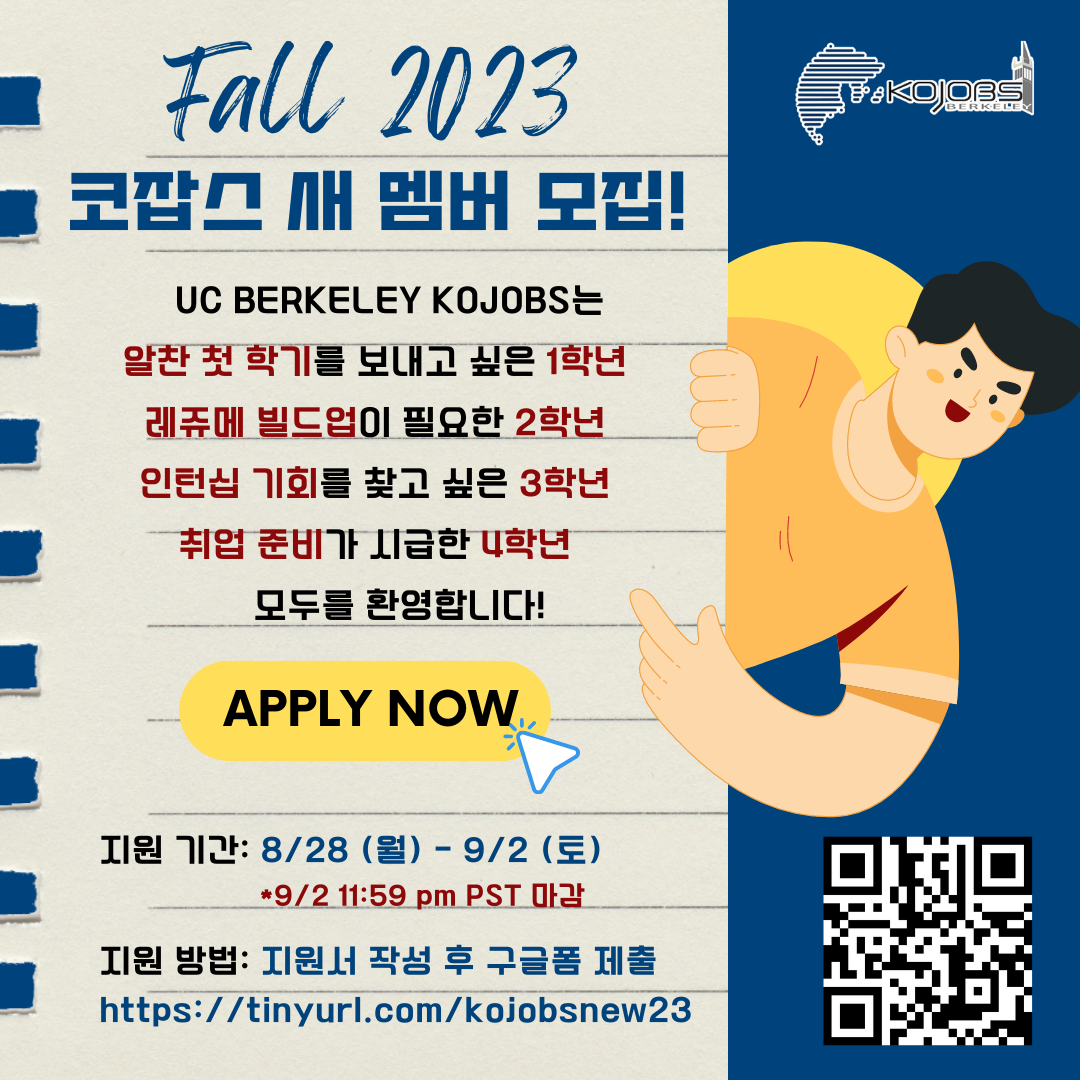 Fall 2023
KOJOBS
BERKELEY
코잡스 새 멤버 모집!
UC BERKELEY KOJOBS는
알찬 첫 학기를 보내고 싶은 1학년
레쥬메 빌드업이 필요한 2학년
인턴십 기회를 찾고 싶은 3학년
취업 준비가 시급한 4학년
모두를 환영합니다!
APPLY NOW
지원 기간: 8/28 (월) - 9/2 (토)
*9/2 11:59 pm PST 마감
지원 방법: 지원서 작성 후 구글폼 제출
https://tinyurl.com/kojobsnew23